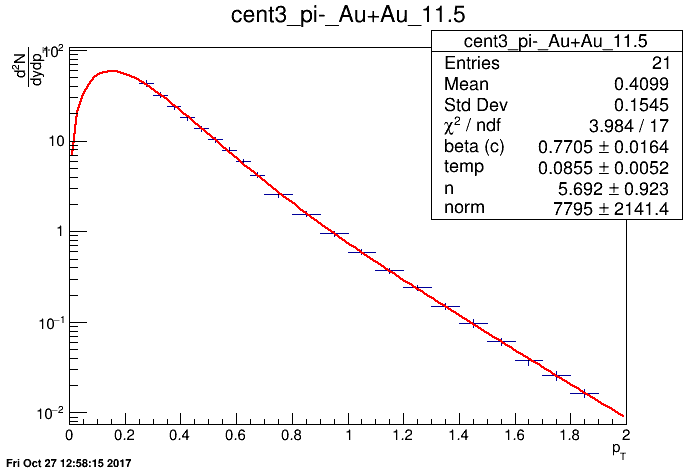 cent3_pi-_Au+Au_11.5
cent3_pi-_Au+Au_11.5
Entries 21
Mean 0.4099
Std Dev 0.1545
χ² / ndf 3.984 / 17
beta (c) 0.7705 ± 0.0164
temp 0.0855 ± 0.0052
n 5.692 ± 0.923
norm 7795 ± 2141.4
d²N
dydp
10²
10
1
10⁻¹
10⁻²
0 0.2 0.4 0.6 0.8 1 1.2 1.4 1.6 1.8 2
p_T
Fri Oct 27 12:58:15 2017